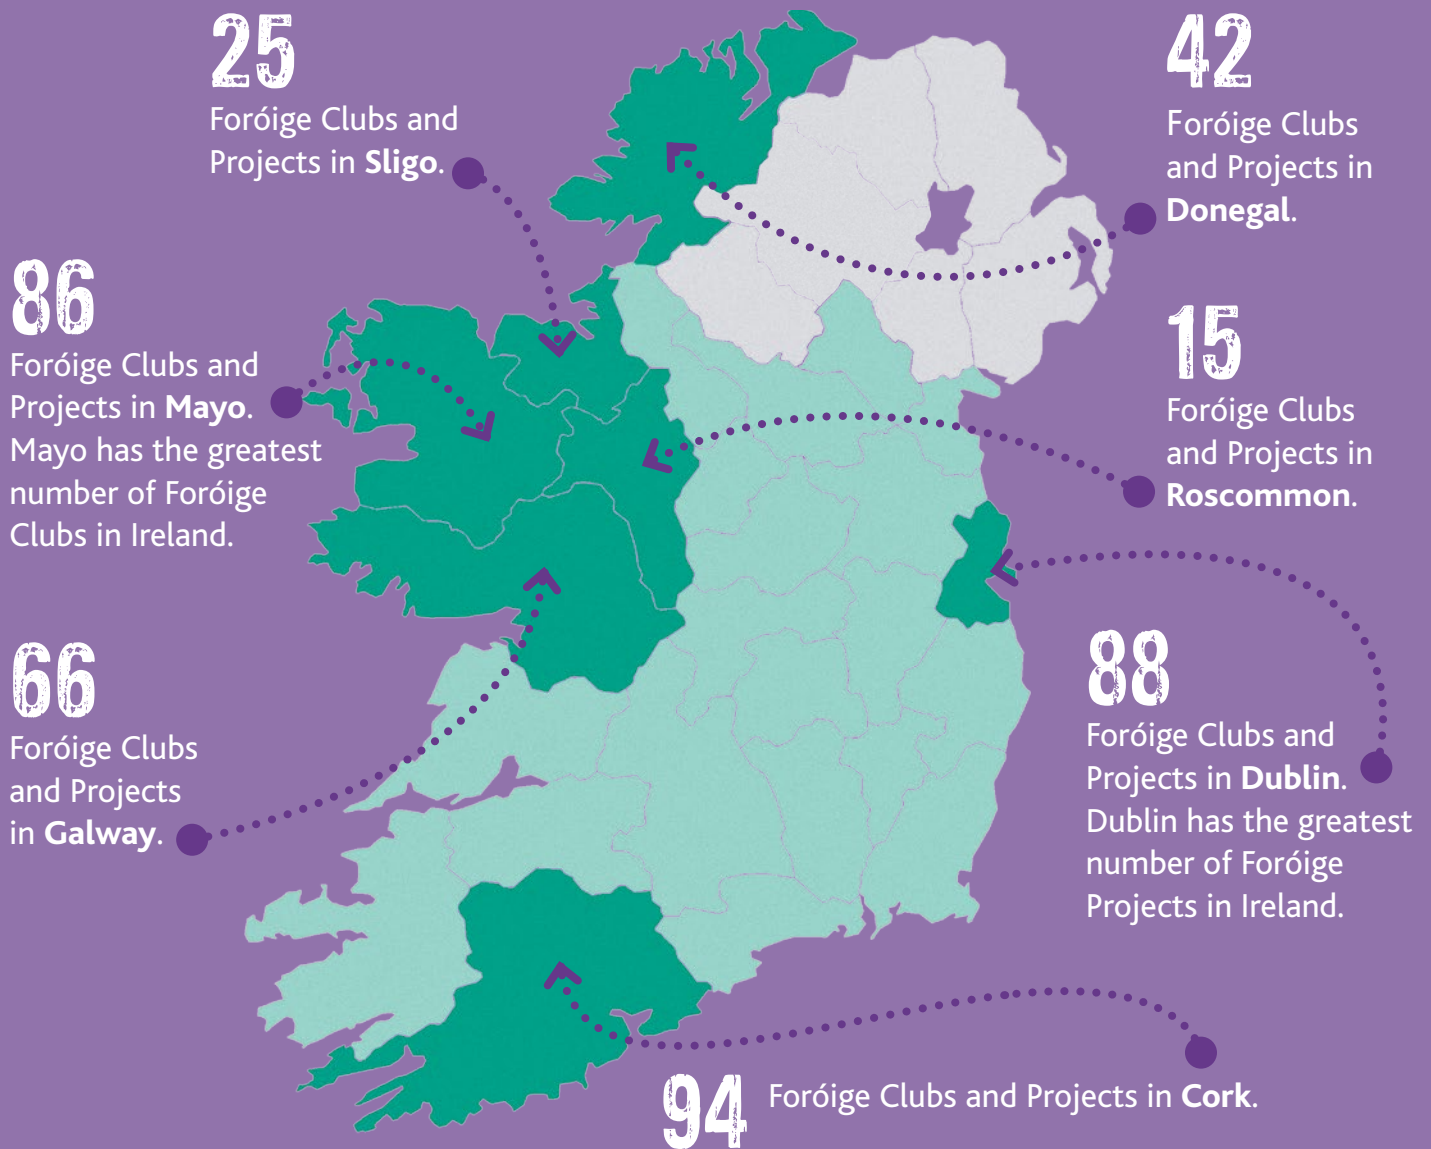 25
Foróige Clubs and
Projects in Sligo.
42
Foróige Clubs
and Projects in
Donegal.
86
Foróige Clubs and
Projects in Mayo.
Mayo has the greatest
number of Foróige
Clubs in Ireland.
15
Foróige Clubs
and Projects in
Roscommon.
66
Foróige Clubs
and Projects
in Galway.
88
Foróige Clubs and
Projects in Dublin.
Dublin has the greatest
number of Foróige
Projects in Ireland.
94 Foróige Clubs and Projects in Cork.